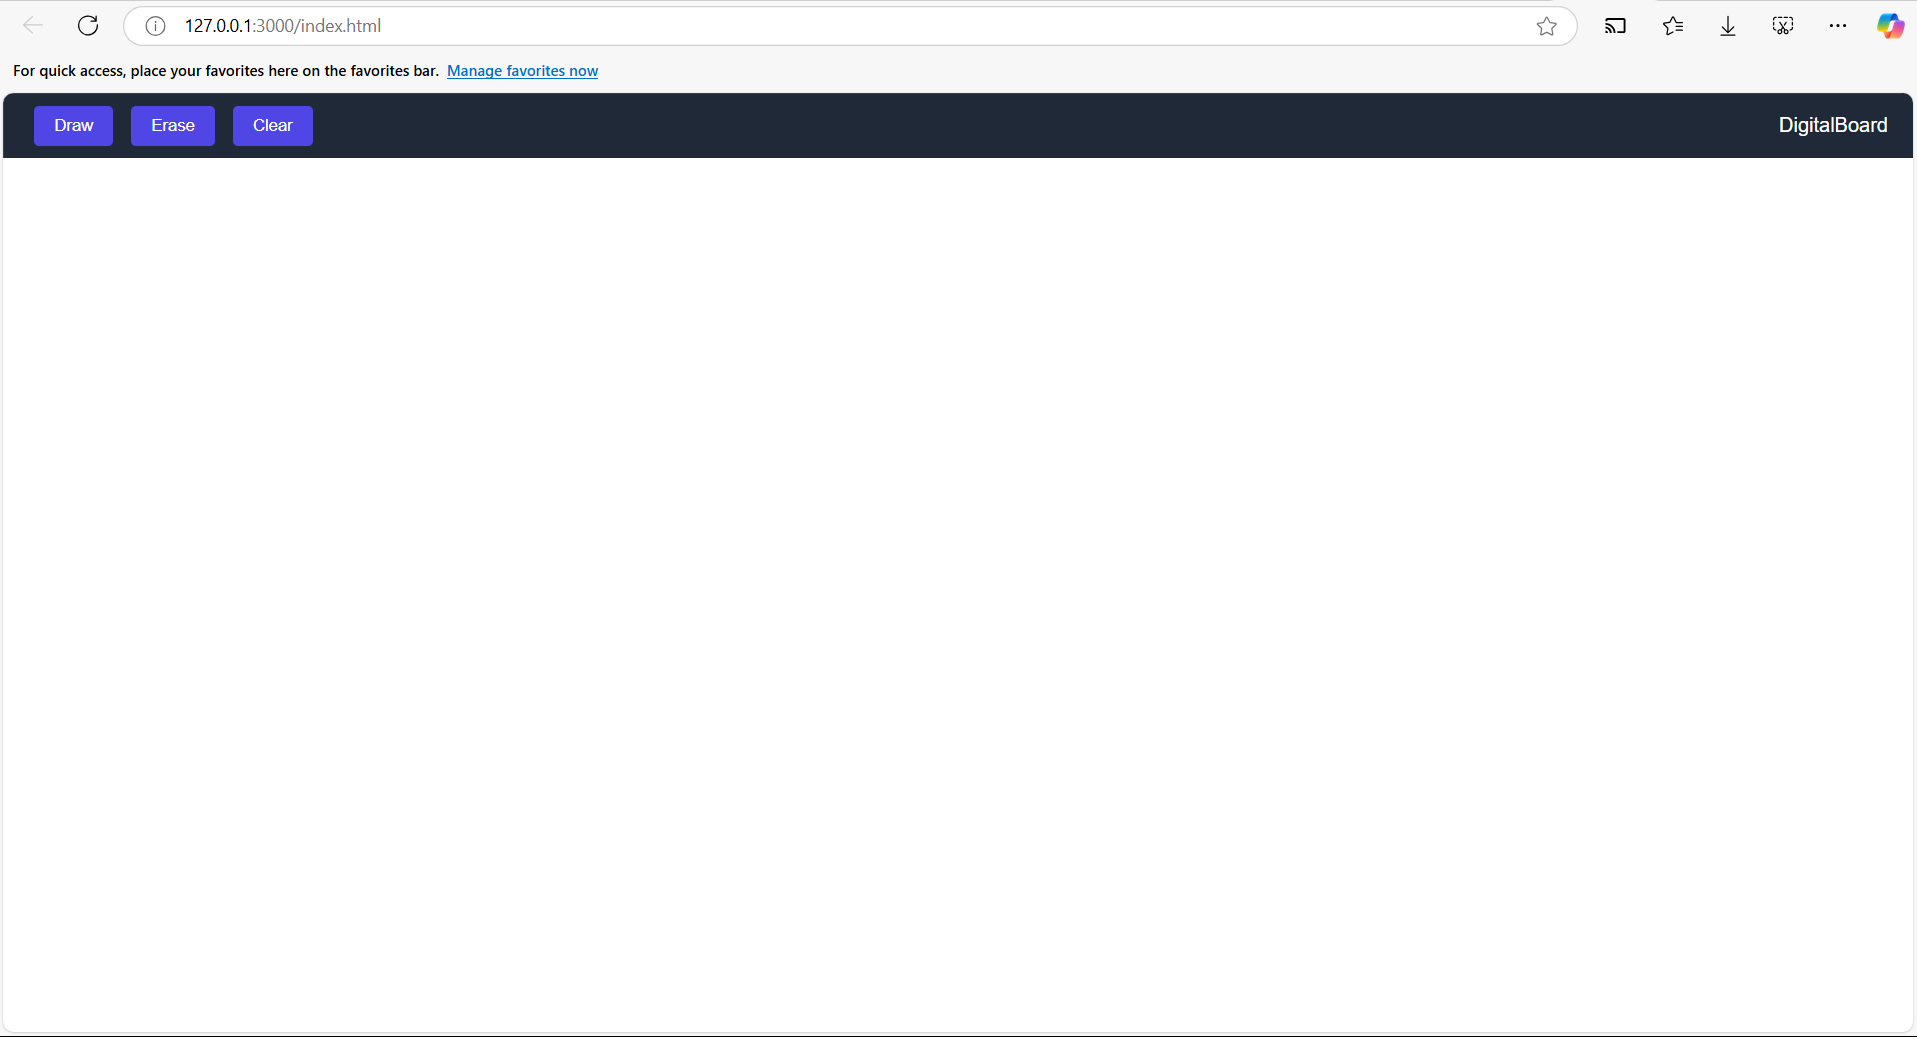 127.0.0.1:3000/index.html
For quick access, place your favorites here on the favorites bar. Manage favorites now
Draw Erase Clear DigitalBoard